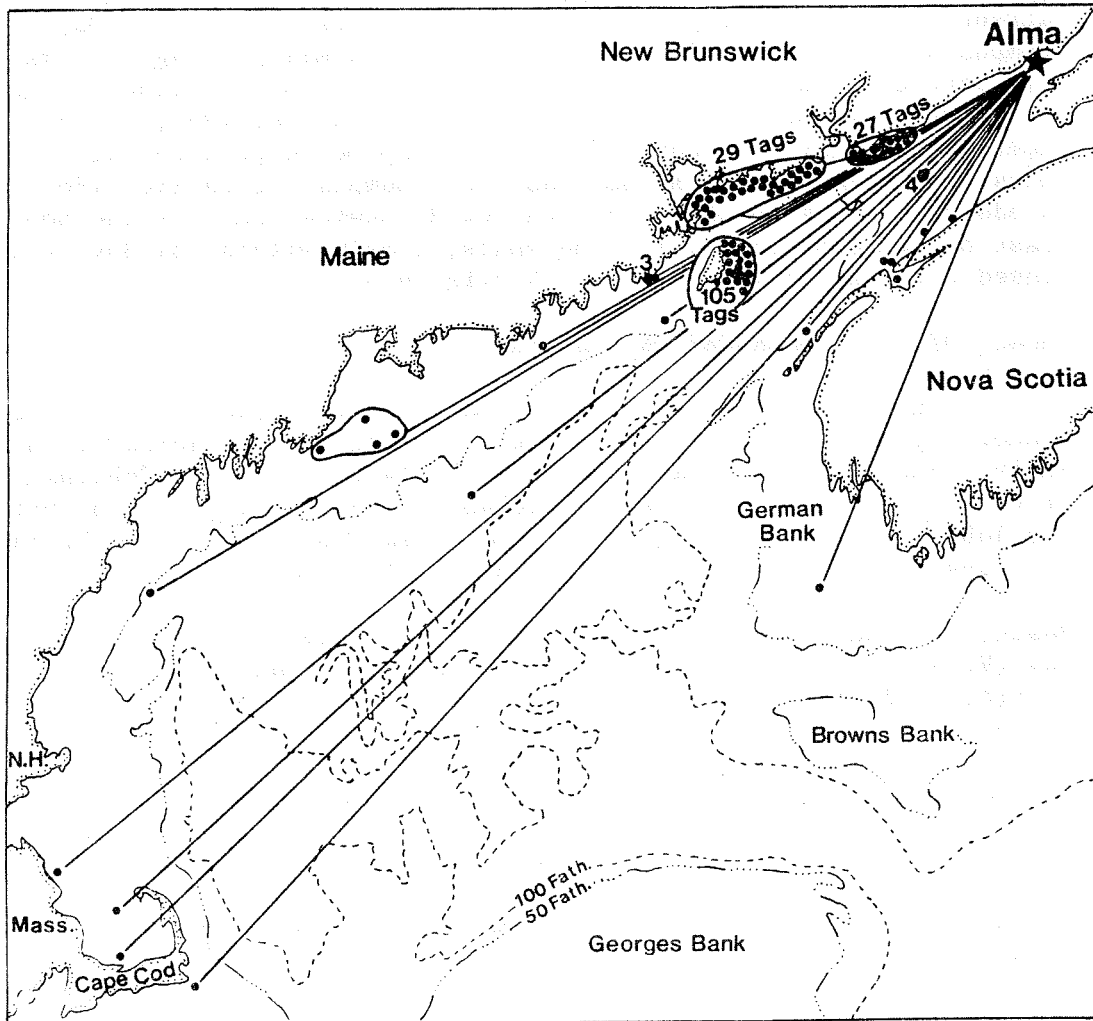 Alma
New Brunswick
27 Tags
29 Tags
4
Maine
3
105
Tags
Nova Scotia
German
Bank
Browns Bank
N.H.
100 Fath.
50 Fath.
Mass.
Georges Bank
Cape Cod